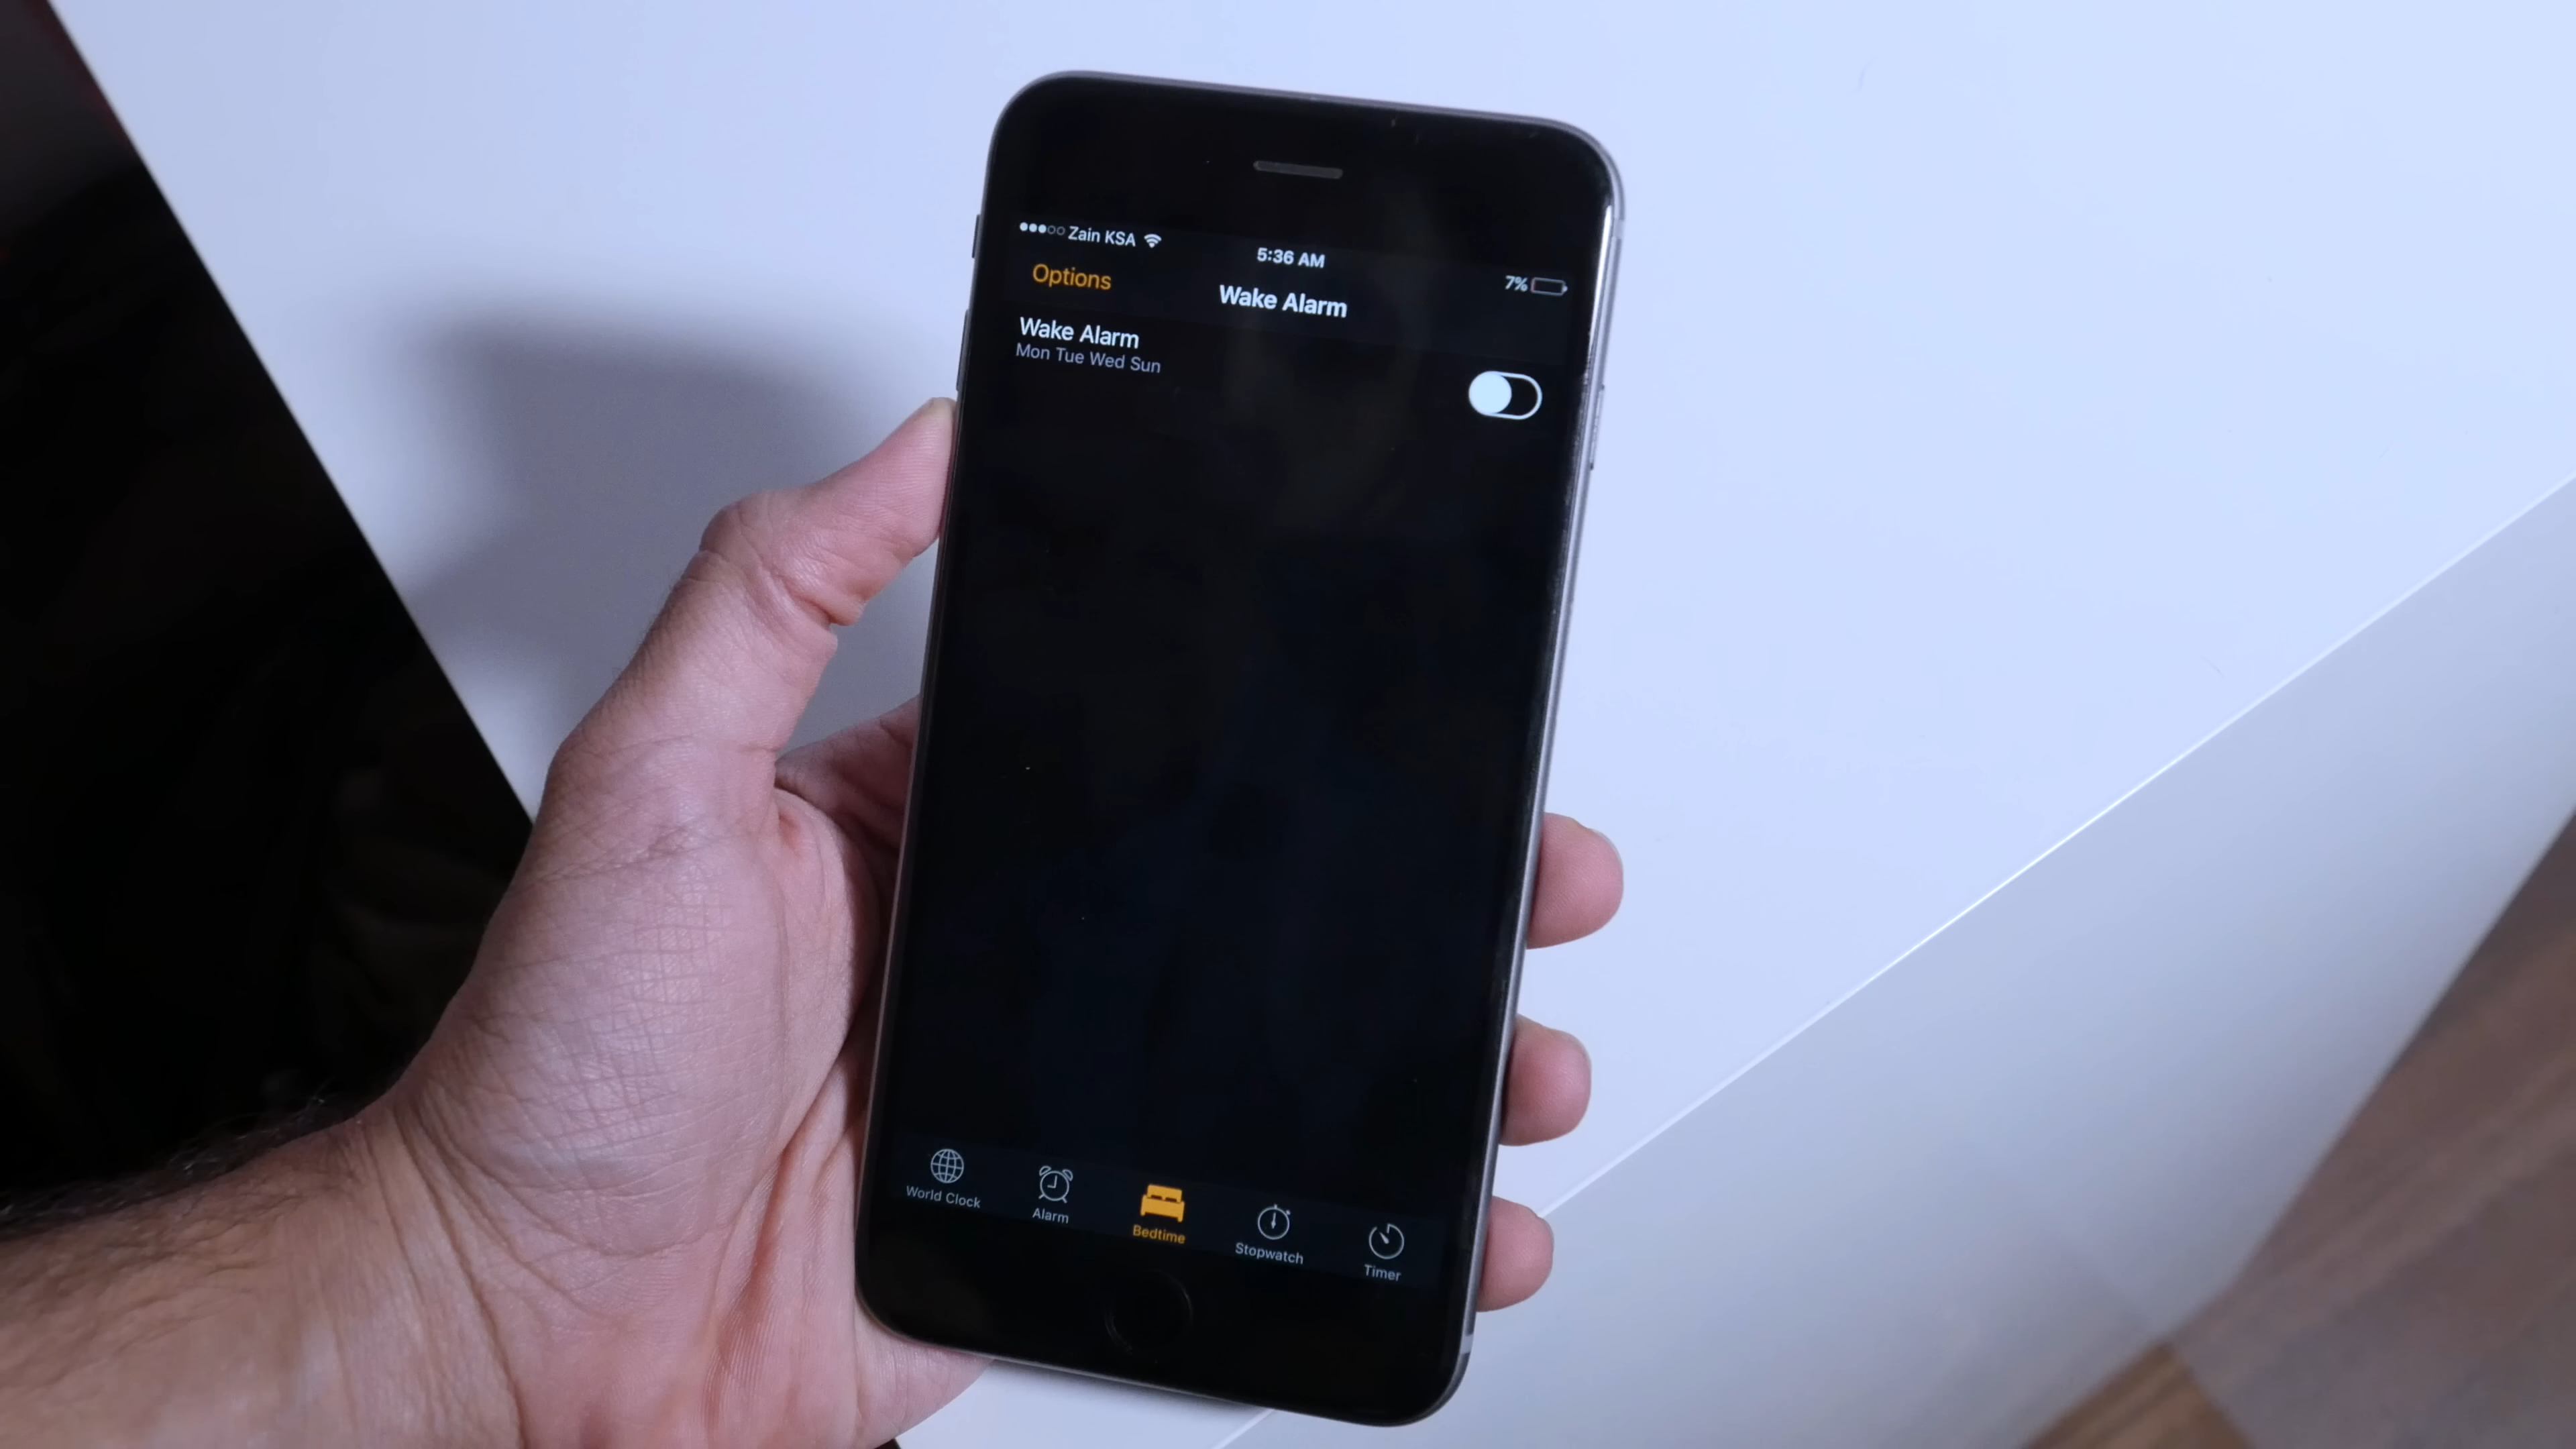 Zain KSA
5:36 AM
7%
Options
Wake Alarm
Wake Alarm
Mon Tue Wed Sun
World Clock
Alarm
Bedtime
Stopwatch
Timer